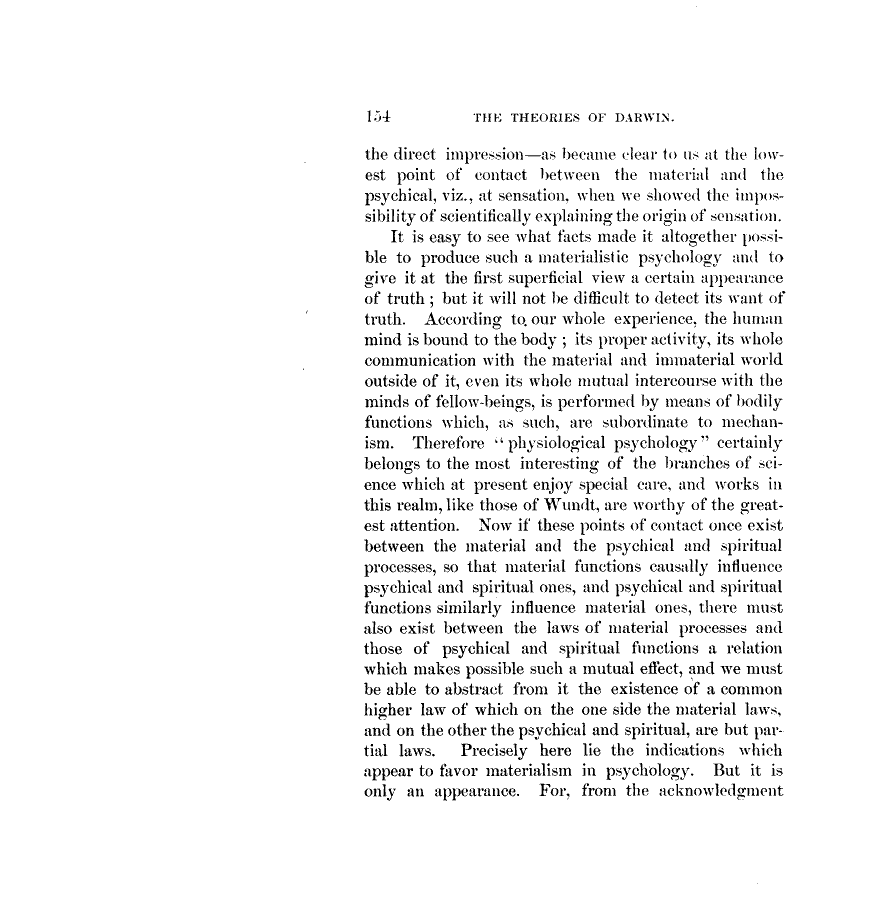 154 THE THEORIES OF DARWIN.
the direct impression—as became clear to us at the low-
est point of contact between the material and the
psychical, viz., at sensation, when we showed the impos-
sibility of scientifically explaining the origin of sensation.
It is easy to see what facts made it altogether possi-
ble to produce such a materialistic psychology and to
give it at the first superficial view a certain appearance
of truth ; but it will not be difficult to detect its want of
truth. According to our whole experience, the human
mind is bound to the body ; its proper activity, its whole
communication with the material and immaterial world
outside of it, even its whole mutual intercourse with the
minds of fellow-beings, is performed by means of bodily
functions which, as such, are subordinate to mechan-
ism. Therefore “physiological psychology” certainly
belongs to the most interesting of the branches of sci-
ence which at present enjoy special care, and works in
this realm, like those of Wundt, are worthy of the great-
est attention. Now if these points of contact once exist
between the material and the psychical and spiritual
processes, so that material functions causally influence
psychical and spiritual ones, and psychical and spiritual
functions similarly influence material ones, there must
also exist between the laws of material processes and
those of psychical and spiritual functions a relation
which makes possible such a mutual effect, and we must
be able to abstract from it the existence of a common
higher law of which on the one side the material laws,
and on the other the psychical and spiritual, are but par-
tial laws. Precisely here lie the indications which
appear to favor materialism in psychology. But it is
only an appearance. For, from the acknowledgment